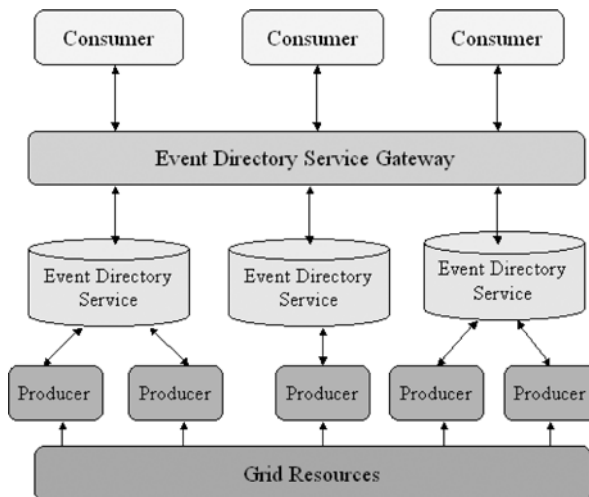 Consumer
Consumer
Consumer
Event Directory Service Gateway
Event Directory
Service
Event Directory
Service
Event Directory
Service
Producer
Producer
Producer
Producer
Producer
Grid Resources